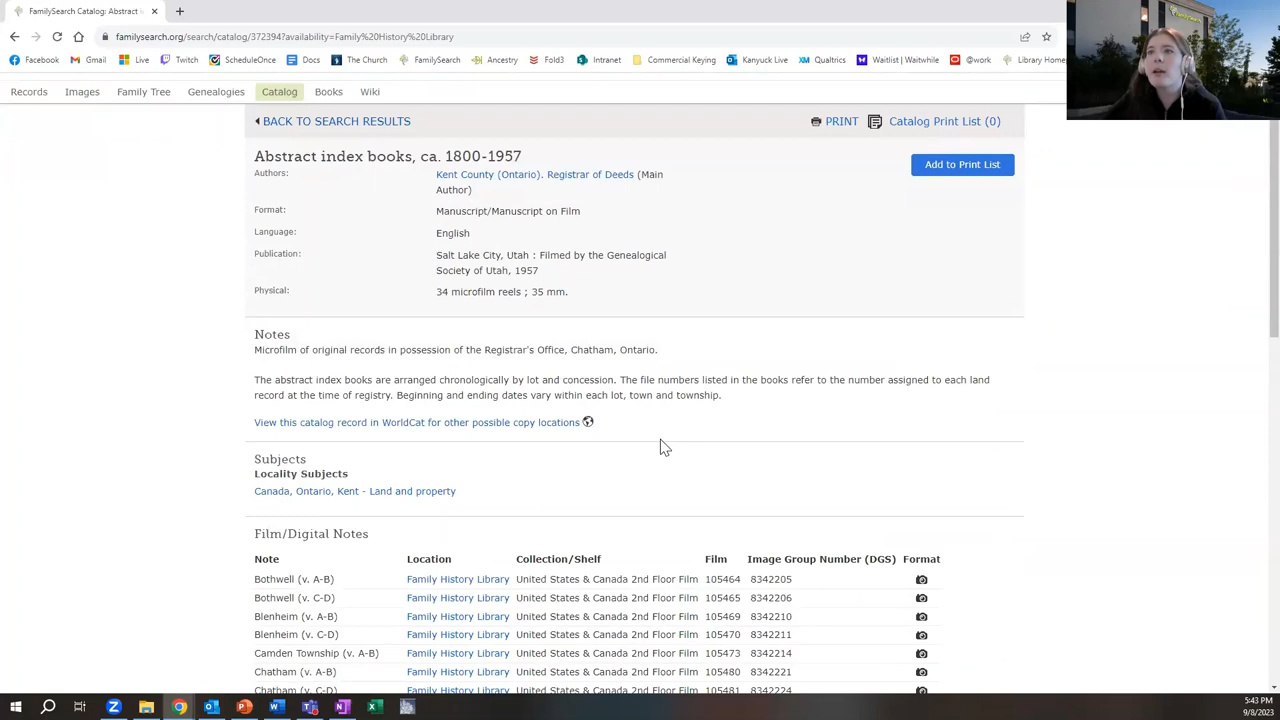 FamilySearch Catalog: Abstract i
familysearch.org/search/catalog/372394?availability=Family%20History%20Library
Facebook Gmail Live Twitch ScheduleOnce Docs The Church FamilySearch Ancestry Fold3 Intranet Commercial Keying Kanyuck Live Qualtrics Waitlist | Waitwhile @work Library Home
Records Images Family Tree Genealogies Catalog Books Wiki
BACK TO SEARCH RESULTS PRINT Catalog Print List (0)
Abstract index books, ca. 1800-1957
Add to Print List
Authors: Kent County (Ontario). Registrar of Deeds (Main
Author)
Format: Manuscript/Manuscript on Film
Language: English
Publication: Salt Lake City, Utah : Filmed by the Genealogical
Society of Utah, 1957
Physical: 34 microfilm reels ; 35 mm.
Notes
Microfilm of original records in possession of the Registrar's Office, Chatham, Ontario.
The abstract index books are arranged chronologically by lot and concession. The file numbers listed in the books refer to the number assigned to each land
record at the time of registry. Beginning and ending dates vary within each lot, town and township.
View this catalog record in WorldCat for other possible copy locations
Subjects
Locality Subjects
Canada, Ontario, Kent - Land and property
Film/Digital Notes
Note Location Collection/Shelf Film Image Group Number (DGS) Format
Bothwell (v. A-B) Family History Library United States & Canada 2nd Floor Film 105464 8342205
Bothwell (v. C-D) Family History Library United States & Canada 2nd Floor Film 105465 8342206
Blenheim (v. A-B) Family History Library United States & Canada 2nd Floor Film 105469 8342210
Blenheim (v. C-D) Family History Library United States & Canada 2nd Floor Film 105470 8342211
Camden Township (v. A-B) Family History Library United States & Canada 2nd Floor Film 105473 8342214
Chatham (v. A-B) Family History Library United States & Canada 2nd Floor Film 105480 8342221
Chatham (v. C-D) Family History Library United States & Canada 2nd Floor Film 105481 8342224
5:43 PM
9/8/2023